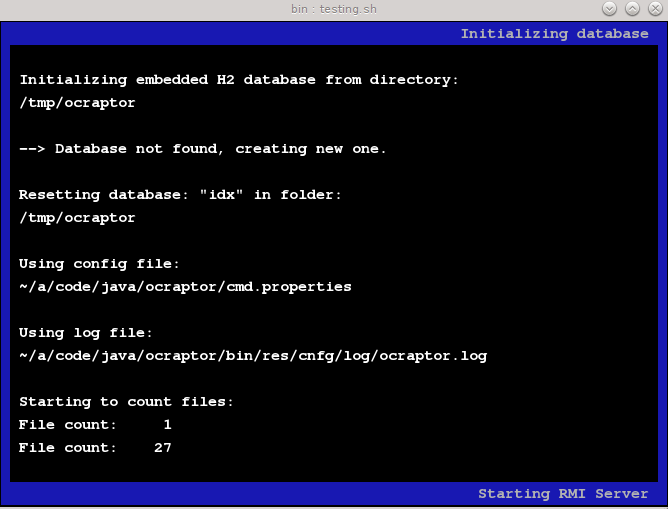 bin : testing.sh
Initializing database
Initializing embedded H2 database from directory:
/tmp/ocraptor
--> Database not found, creating new one.
Resetting database: "idx" in folder:
/tmp/ocraptor
Using config file:
~/a/code/java/ocraptor/cmd.properties
Using log file:
~/a/code/java/ocraptor/bin/res/cnfg/log/ocraptor.log
Starting to count files:
File count:     1
File count:    27
Starting RMI Server